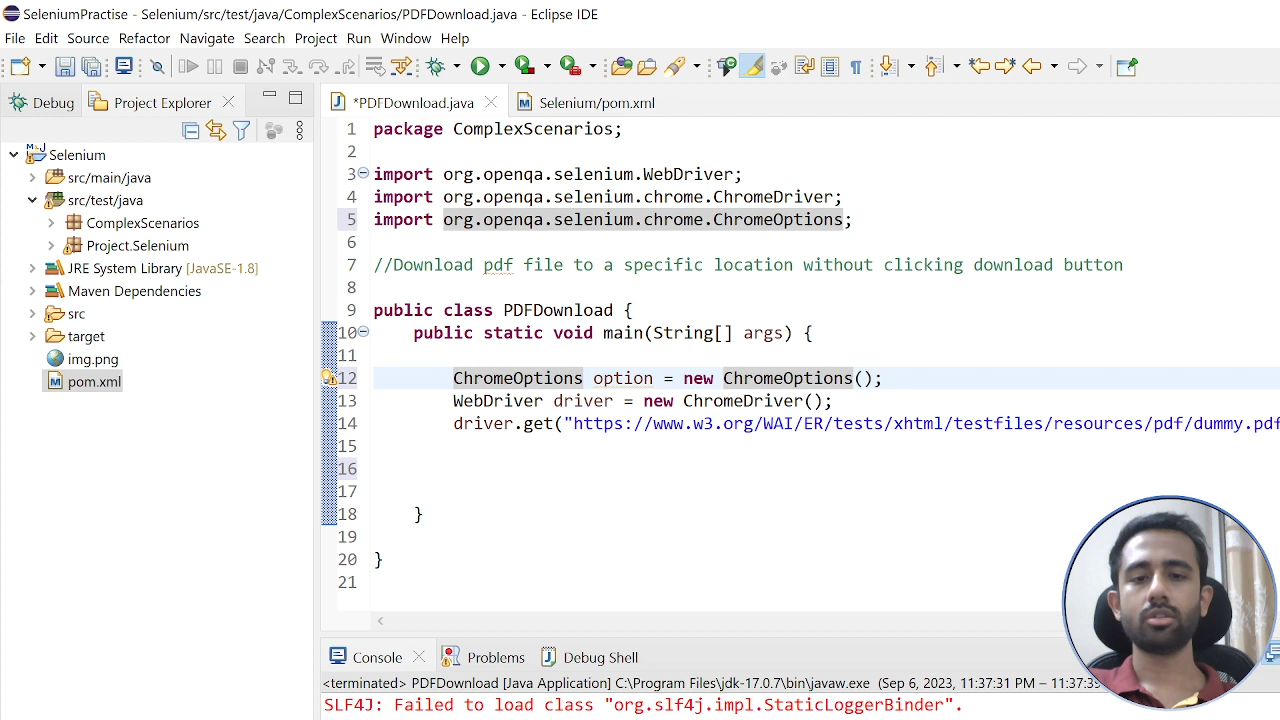 SeleniumPractise - Selenium/src/test/java/ComplexScenarios/PDFDownload.java - Eclipse IDE
File Edit Source Refactor Navigate Search Project Run Window Help
Debug Project Explorer *PDFDownload.java Selenium/pom.xml
Selenium
src/main/java
src/test/java
ComplexScenarios
Project.Selenium
JRE System Library [JavaSE-1.8]
Maven Dependencies
src
target
img.png
pom.xml
1 package ComplexScenarios;
2
3 import org.openqa.selenium.WebDriver;
4 import org.openqa.selenium.chrome.ChromeDriver;
5 import org.openqa.selenium.chrome.ChromeOptions;
6
7 //Download pdf file to a specific location without clicking download button
8
9 public class PDFDownload {
10 public static void main(String[] args) {
11
12 ChromeOptions option = new ChromeOptions();
13 WebDriver driver = new ChromeDriver();
14 driver.get("https://www.w3.org/WAI/ER/tests/xhtml/testfiles/resources/pdf/dummy.pdf
15
16
17
18 }
19
20 }
21
Console Problems Debug Shell
<terminated> PDFDownload [Java Application] C:\Program Files\jdk-17.0.7\bin\javaw.exe (Sep 6, 2023, 11:37:31 PM – 11:37:39
SLF4J: Failed to load class "org.slf4j.impl.StaticLoggerBinder".